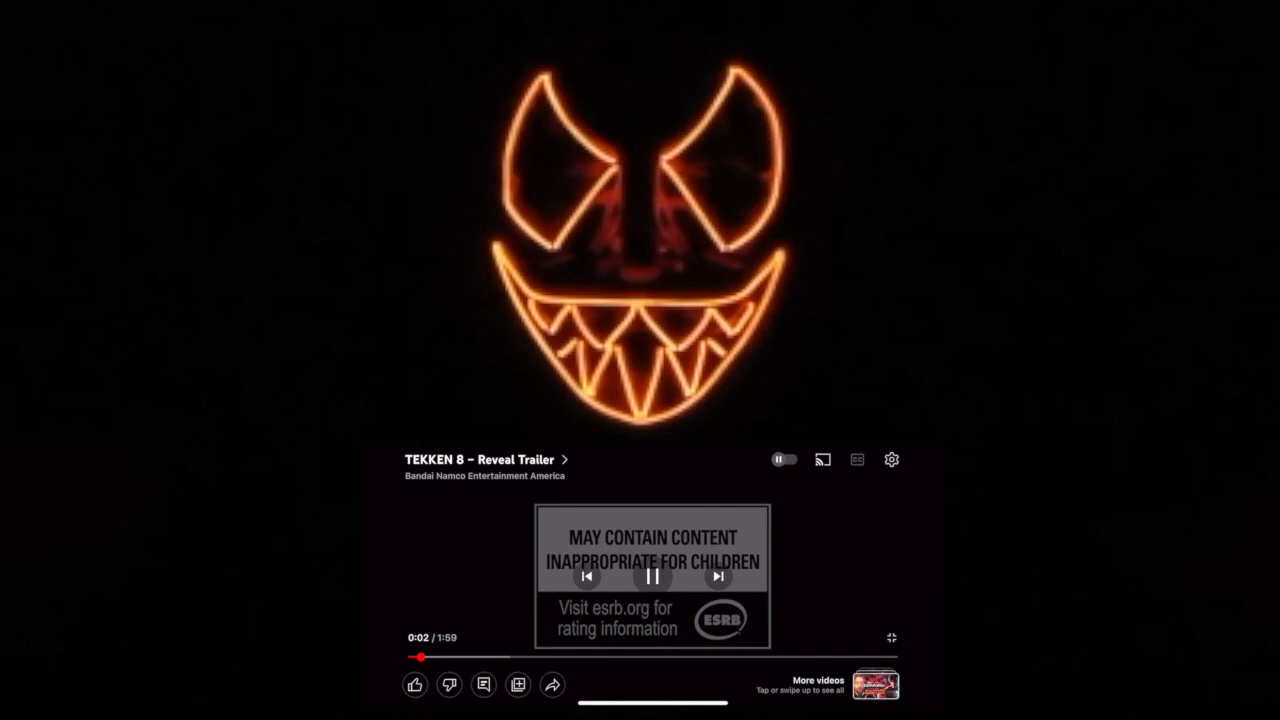 TEKKEN 8 – Reveal Trailer
Bandai Namco Entertainment America
CC
MAY CONTAIN CONTENT
INAPPROPRIATE FOR CHILDREN
Visit esrb.org for
rating information
ESRB
0:02 / 1:59
More videos
Tap or swipe up to see all